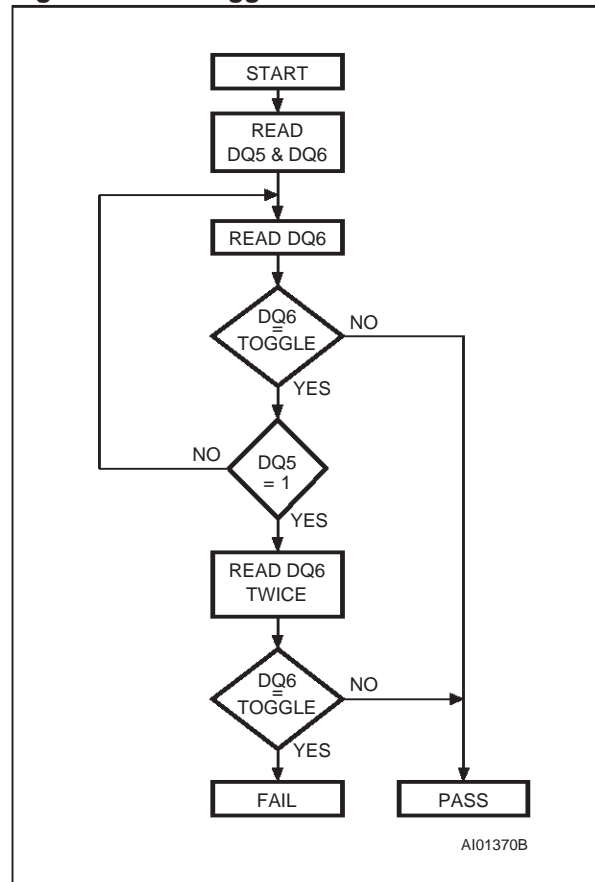 START
READ
DQ5 & DQ6
READ DQ6
DQ6
=
TOGGLE
NO
YES
NO
DQ5
= 1
YES
READ DQ6
TWICE
DQ6
=
TOGGLE
NO
YES
FAIL
PASS
AI01370B